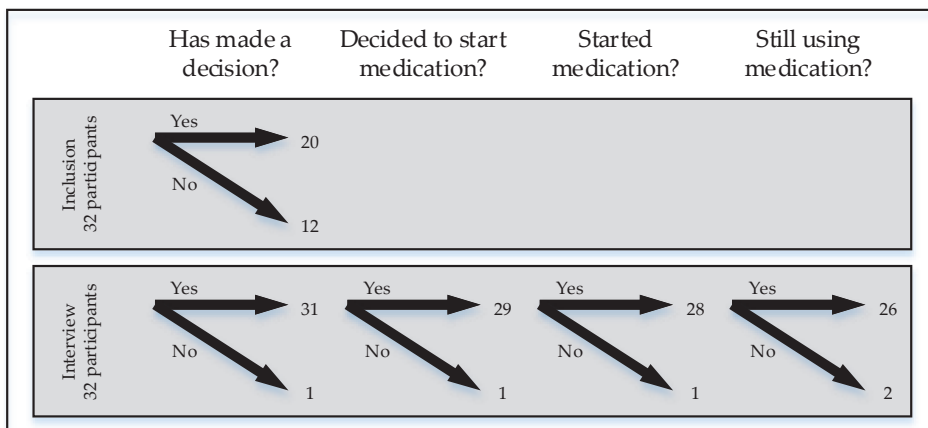 Has made a
decision?
Decided to start
medication?
Started
medication?
Still using
medication?
Inclusion
32 participants
Yes
20
No
12
Interview
32 participants
Yes
31
No
1
Yes
29
No
1
Yes
28
No
1
Yes
26
No
2